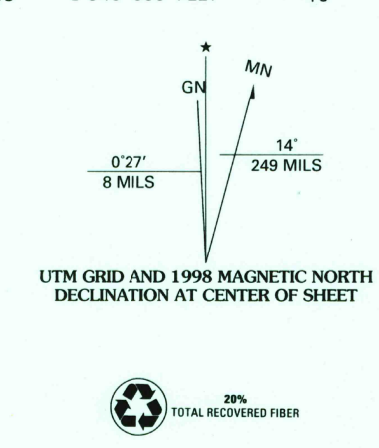 ★
MN
GN
14°
249 MILS
0°27′
8 MILS
UTM GRID AND 1998 MAGNETIC NORTH
DECLINATION AT CENTER OF SHEET
20%
TOTAL RECOVERED FIBER